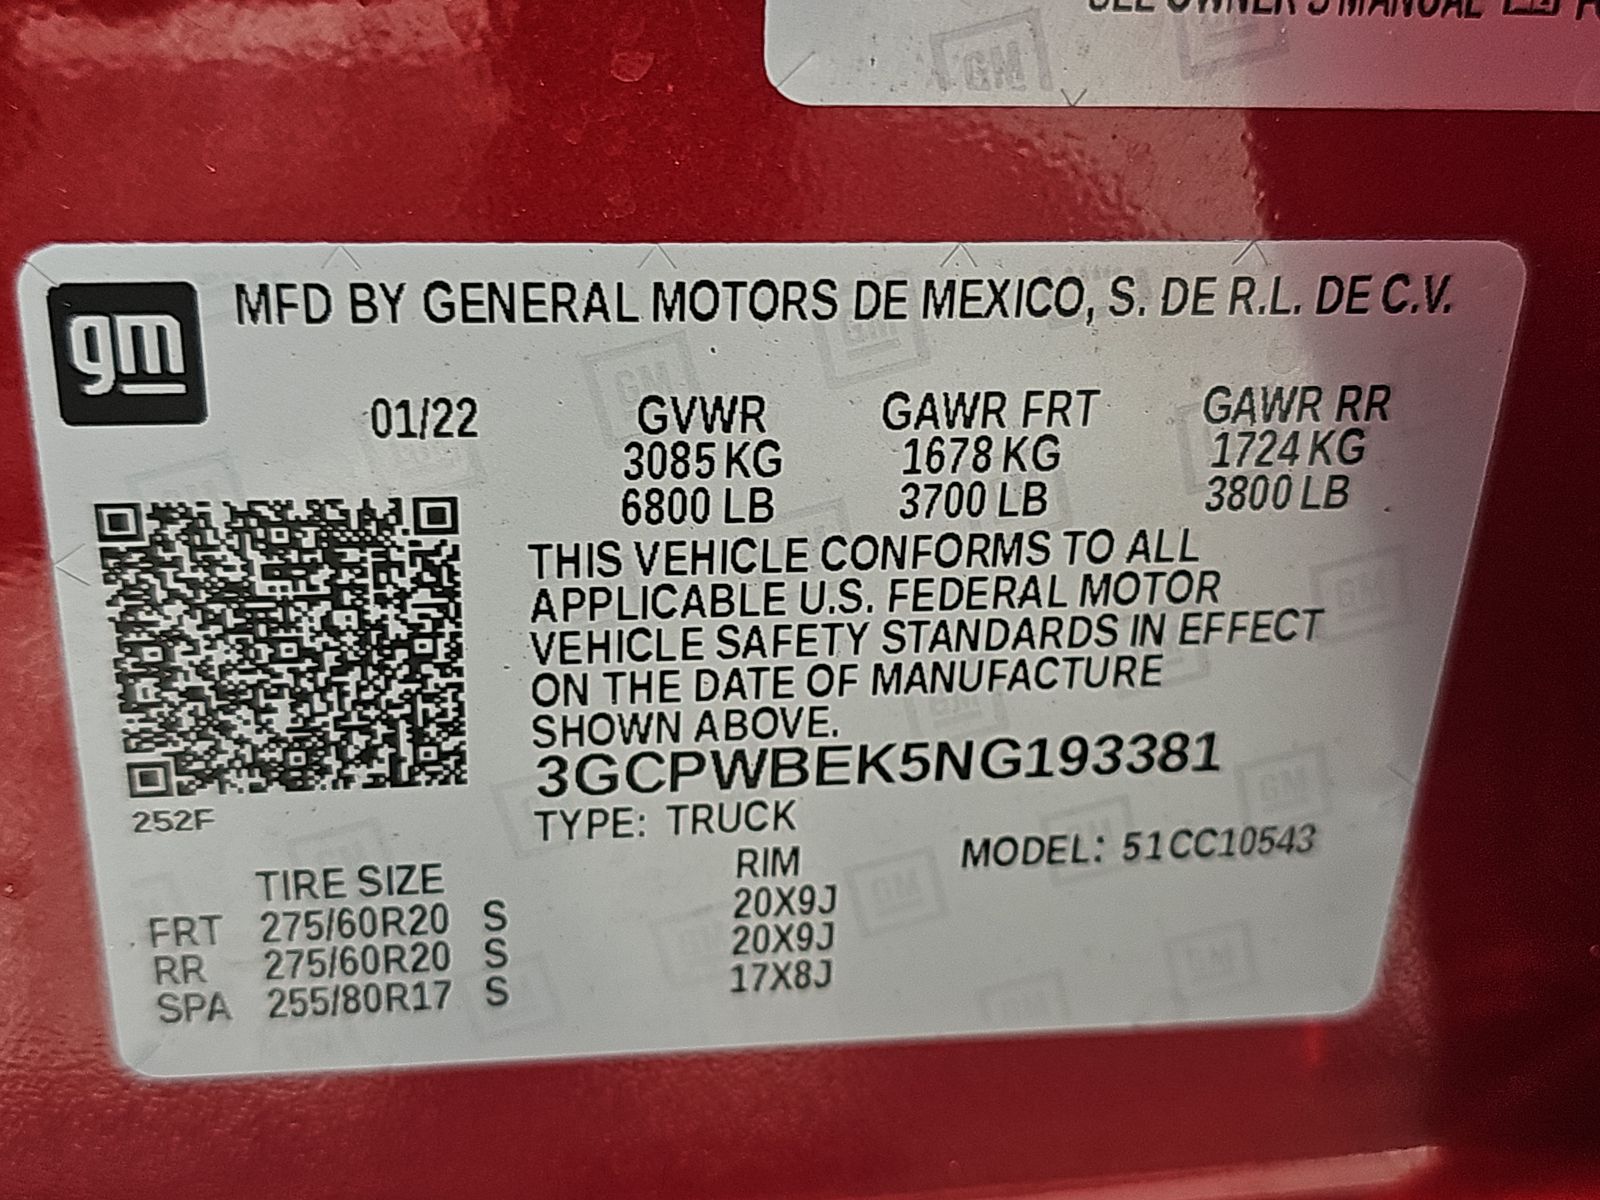 SEE OWNER'S MANUAL
gm
MFD BY GENERAL MOTORS DE MEXICO, S. DE R.L. DE C.V.
01/22 GVWR GAWR FRT GAWR RR
3085 KG 1678 KG 1724 KG
6800 LB 3700 LB 3800 LB
THIS VEHICLE CONFORMS TO ALL
APPLICABLE U.S. FEDERAL MOTOR
VEHICLE SAFETY STANDARDS IN EFFECT
ON THE DATE OF MANUFACTURE
SHOWN ABOVE.
3GCPWBEK5NG193381
252F
TYPE: TRUCK
MODEL: 51CC10543
TIRE SIZE RIM
FRT 275/60R20 S 20X9J
RR 275/60R20 S 20X9J
SPA 255/80R17 S 17X8J